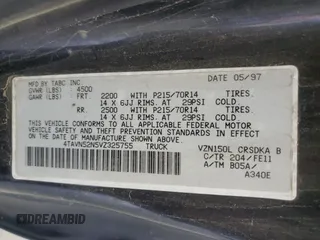 MFD BY TABC INC. DATE 05/97
GVWR (LBS) 4500
GAWR (LBS) FRT 2200 WITH P215/70R14 TIRES.
14 X 6JJ RIMS. AT 29PSI COLD
RR. 2500 WITH P215/70R14 TIRES.
14 X 6JJ RIMS. AT 29PSI COLD.
THIS VEHICLE CONFORMS TO ALL APPLICABLE FEDERAL MOTOR
VEHICLE SAFETY STANDARDS IN EFFECT ON THE
DATE OF MANUFACTURE SHOWN ABOVE.
4TAVN52N5VZ325755 TRUCK VZN150L CRSDKA B
C/TR 204/FE11
A/TM B05A/
A340E
DREAMBID